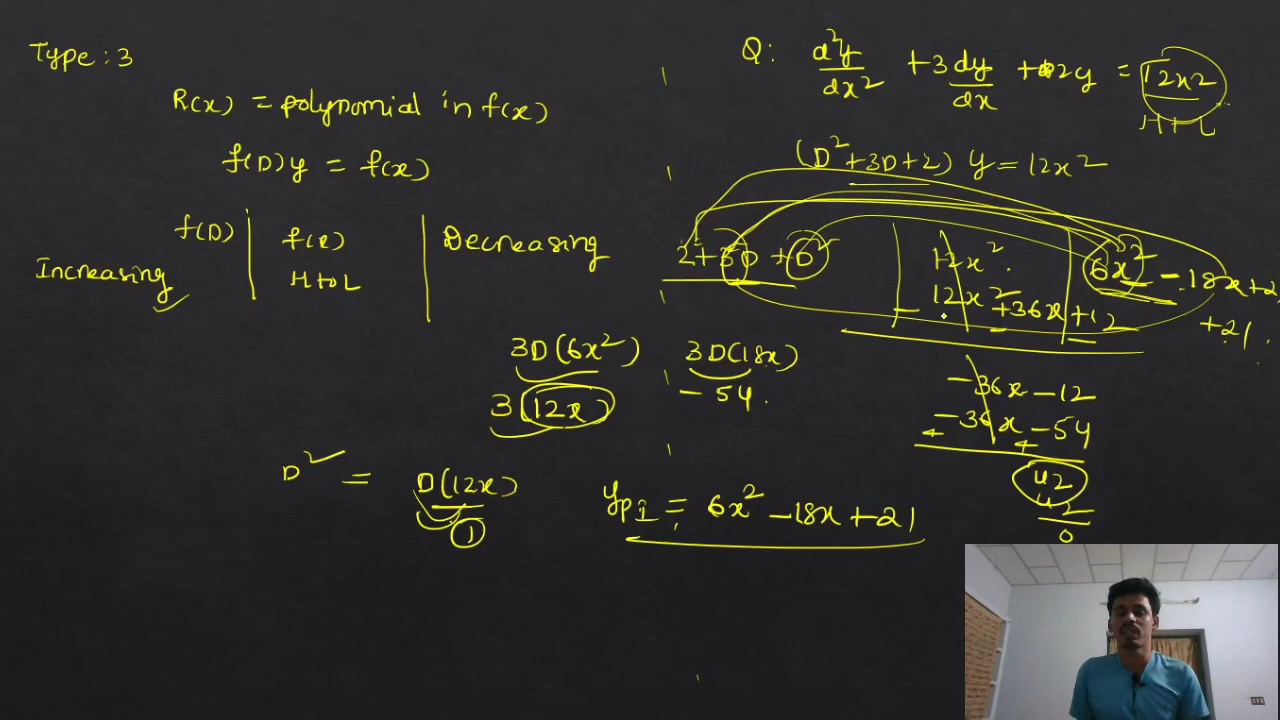 Type : 3
R(x) = polynomial in f(x)
f(D)y = f(x)
f(D) | f(x) | Decreasing
Increasing
H to L
Q: d²y/dx² + 3dy/dx + 2y = 12x2
H to L
(D² + 3D + 2) y = 12x²
2 + 3D + D² | 12x² | 6x² - 18x + 21
12x² + 36x + 12
+21
-
-
-
-36x - 12
-36x - 54
+ +
42
42
0
3D(6x²)
3(12x)
3D(18x)
- 54
D² = D(12x)
1
yPI = 6x² - 18x + 21